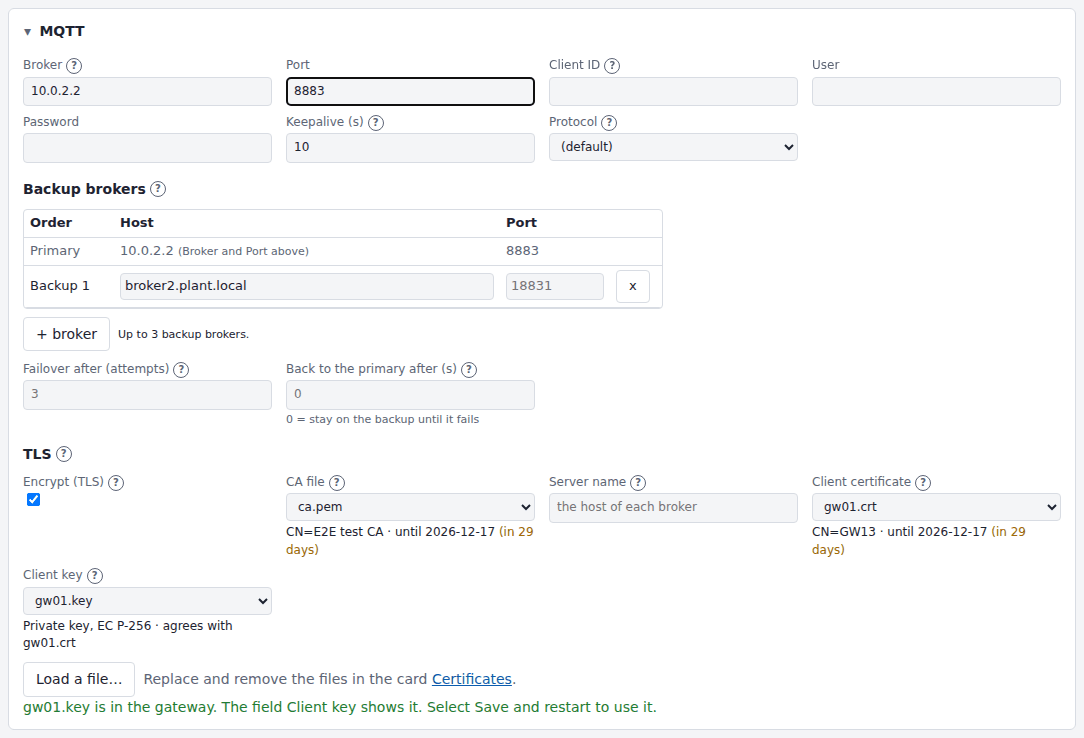 ▾ MQTT
Broker ? Port Client ID ? User
10.0.2.2 8883
Password Keepalive (s) ? Protocol ?
10 (default)
Backup brokers ?
Order Host Port
Primary 10.0.2.2 (Broker and Port above) 8883
Backup 1 broker2.plant.local 18831 x
+ broker Up to 3 backup brokers.
Failover after (attempts) ? Back to the primary after (s) ?
3 0
0 = stay on the backup until it fails
TLS ?
Encrypt (TLS) ? CA file ? Server name ? Client certificate ?
ca.pem the host of each broker gw01.crt
CN=E2E test CA · until 2026-12-17 (in 29
days)
CN=GW13 · until 2026-12-17 (in 29
days)
Client key ?
gw01.key
Private key, EC P-256 · agrees with
gw01.crt
Load a file… Replace and remove the files in the card Certificates.
gw01.key is in the gateway. The field Client key shows it. Select Save and restart to use it.